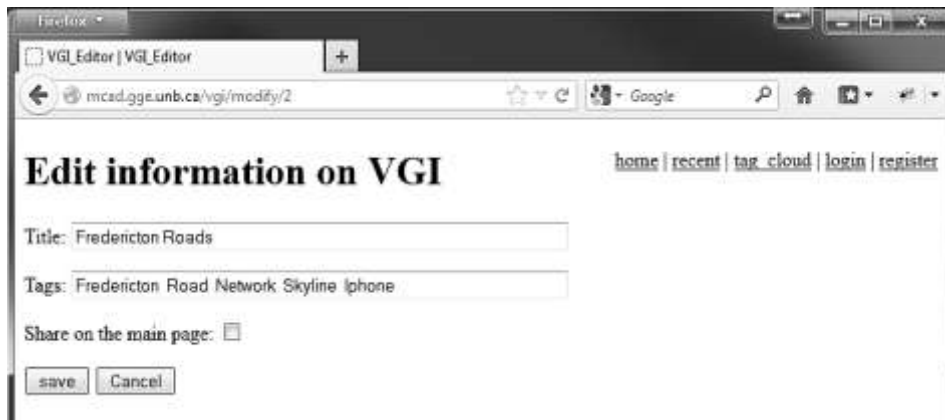 Firefox
VGI_Editor | VGI_Editor
+
mcad.gge.unb.ca/vgi/modify/2
Google
home | recent | tag_cloud | login | register
Edit information on VGI
Title: Fredericton Roads
Tags: Fredericton Road Network Skyline Iphone
Share on the main page:
save Cancel